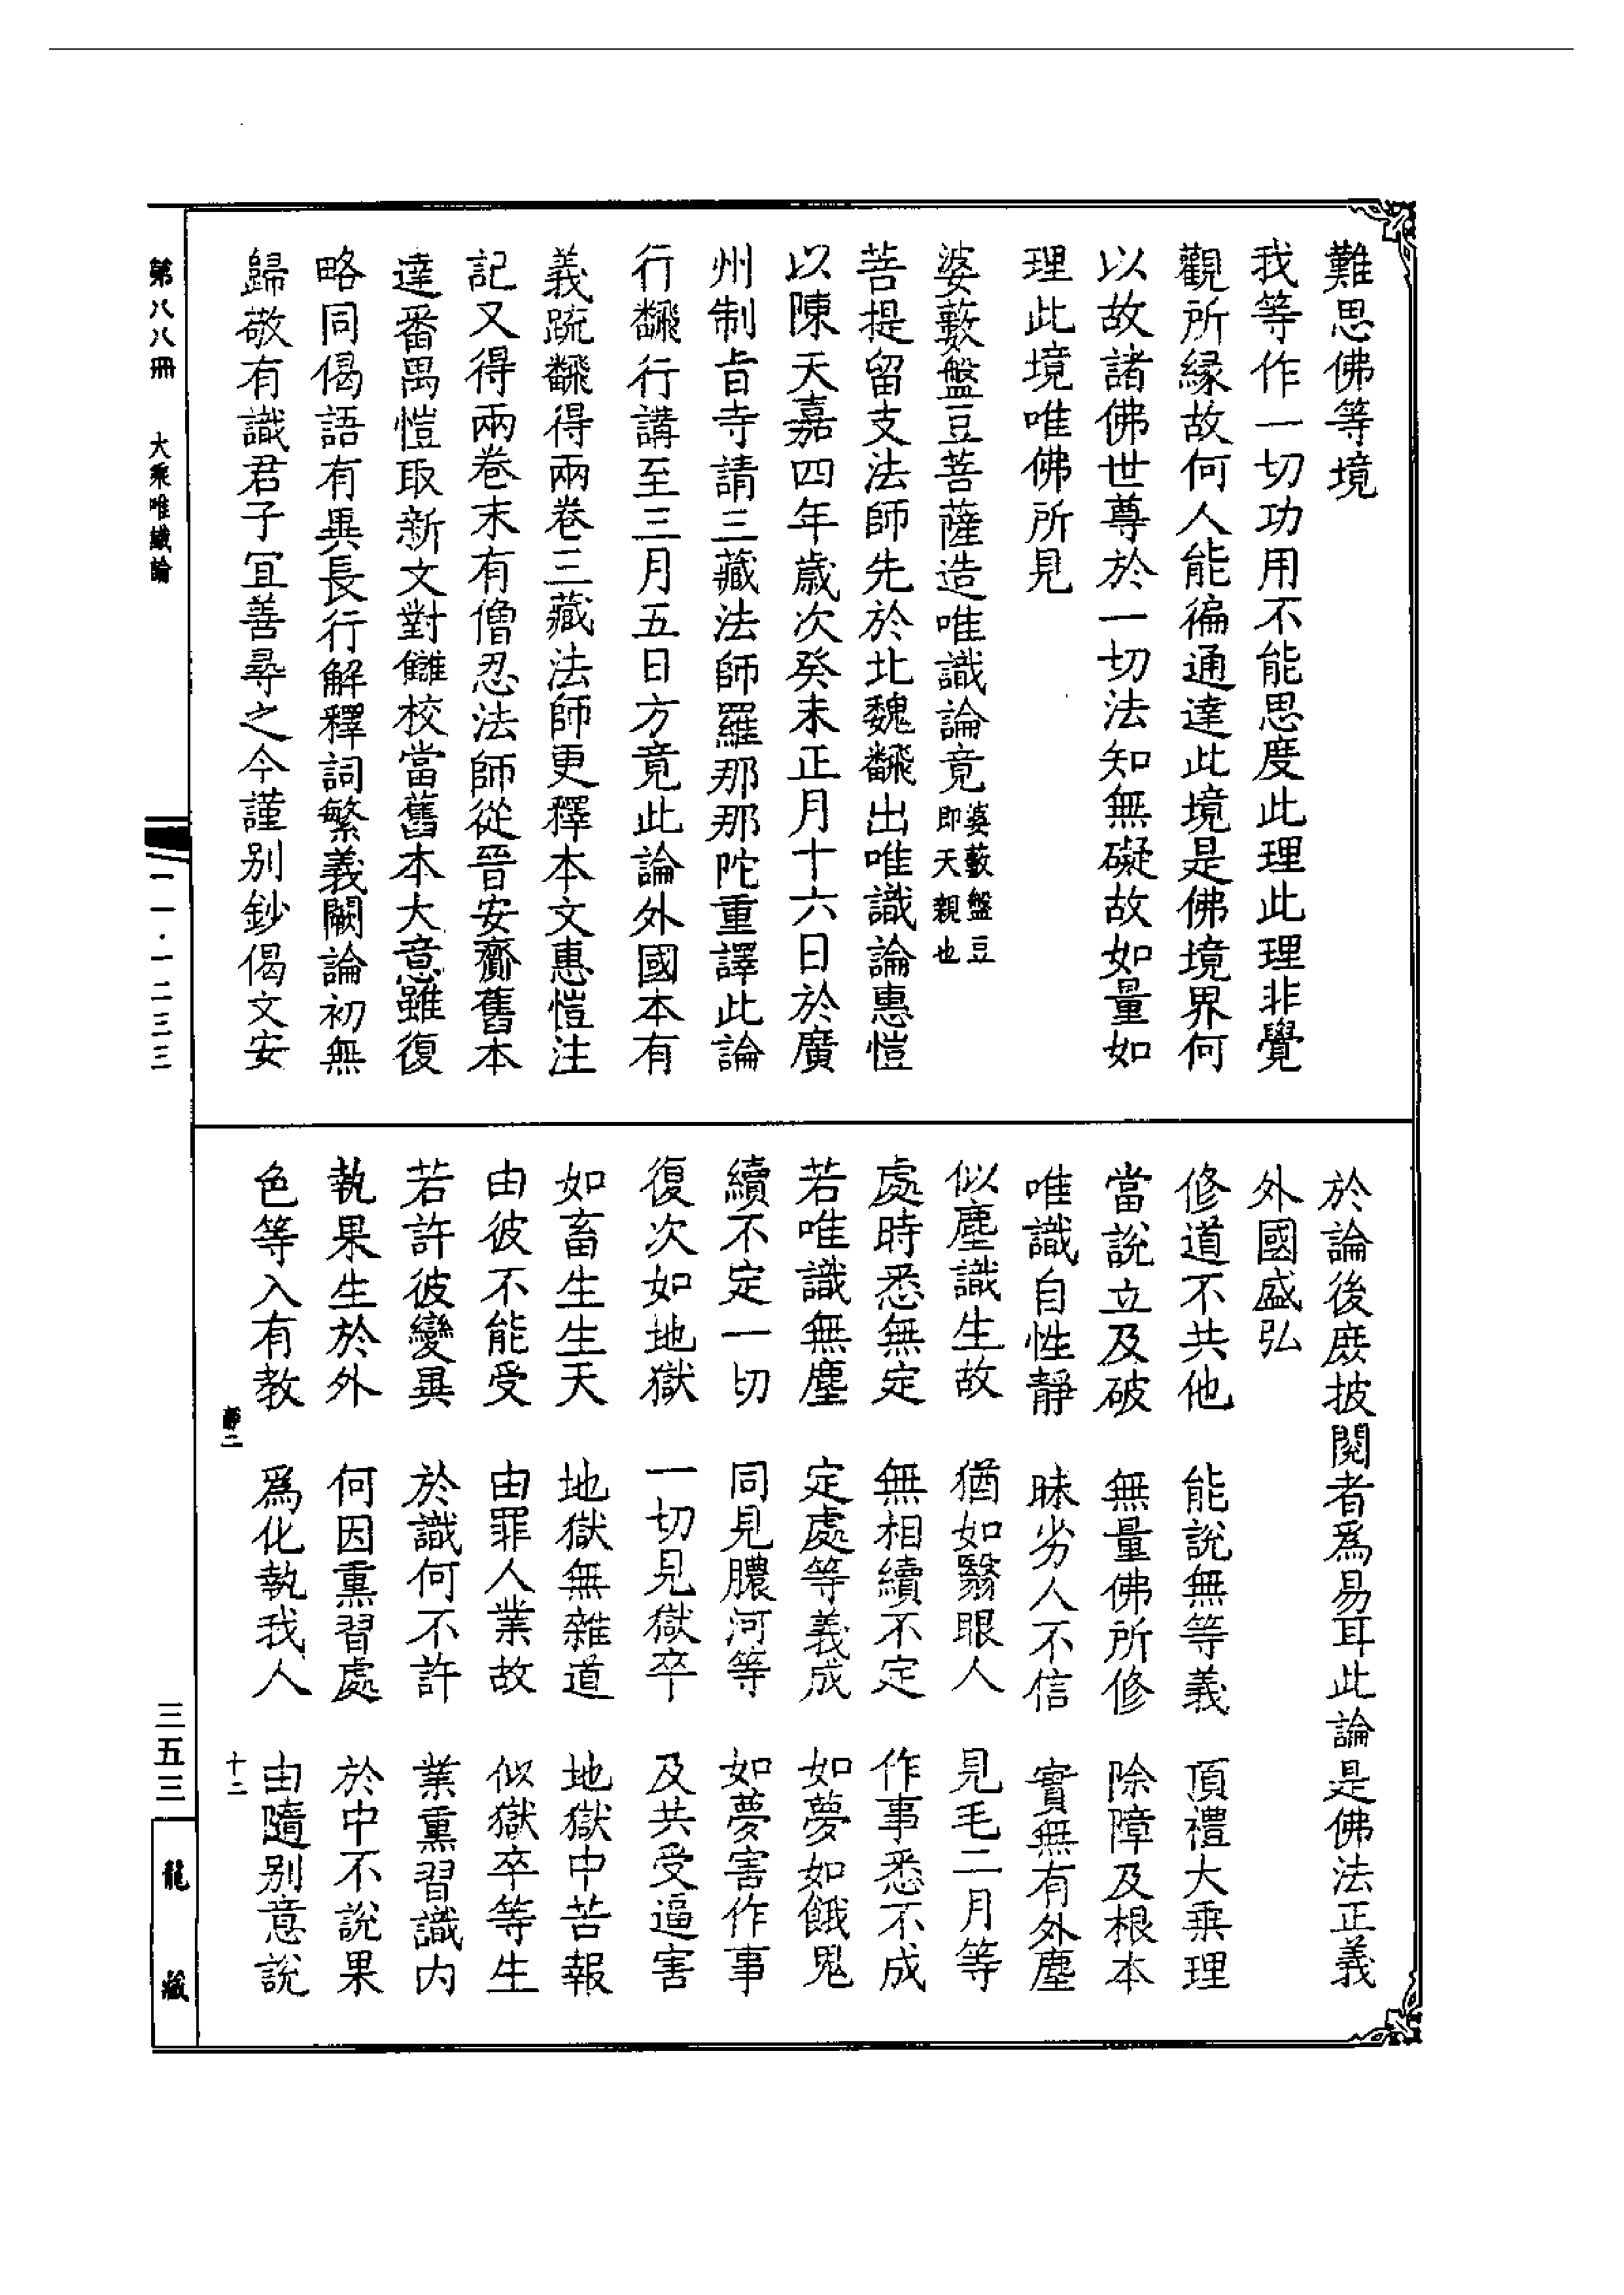 難思佛等境
我等作一切功用不能思度此理此理非覺
觀所緣故何人能徧通達此境是佛境界何
以故諸佛世尊於一切法知無礙故如量如
理此境唯佛所見
婆藪盤豆菩薩造唯識論竟婆藪盤豆即天親也
菩提留支法師先於北魏飜出唯識論惠愷
以陳天嘉四年歲次癸未正月十六日於廣
州制㫖寺請三藏法師羅那那陀重譯此論
行飜行講至三月五日方竟此論外國本有
義疏飜得兩卷三藏法師更釋本文惠愷注
記又得兩卷末有僧忍法師從晉安齎舊本
達番禺愷取新文對讎校當舊本大意雖復
略同偈語有異長行解釋詞繁義闕論初無
歸敬有識君子冝善尋之今謹别鈔偈文安
於論後庻披閱者爲易耳此論是佛法正義
外國盛弘
修道不共他　能說無等義　頂禮大乗理
當說立及破　無量佛所修　除障及根本
唯識自性靜　昧劣人不信　實無有外塵
似塵識生故　猶如翳眼人　見毛二月等
處時悉無定　無相續不定　作事悉不成
若唯識無塵　定處等義成　如夢如餓鬼
續不定一切　同見膿河等　如夢害作事
復次如地獄　一切見獄卒　及共受逼害
如畜生生天　地獄無雜道　地獄中苦報
由彼不能受　由罪人業故　似獄卒等生
若許彼變異　於識何不許　業熏習識内
執果生於外　何因熏習處　於中不說果
色等入有教　爲化執我人　由隨别意說
十二
第八八冊　大乘唯識論
一一·一二三三
三五三
龍藏